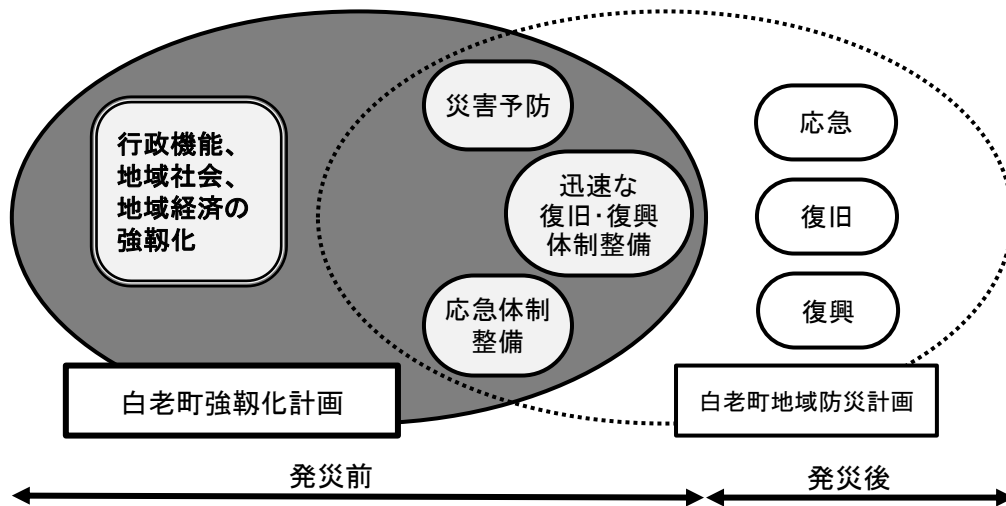 行政機能、
地域社会、
地域経済の
強靱化
災害予防
迅速な
復旧・復興
体制整備
応急体制
整備
応急
復旧
復興
白老町強靱化計画
白老町地域防災計画
発災前
発災後